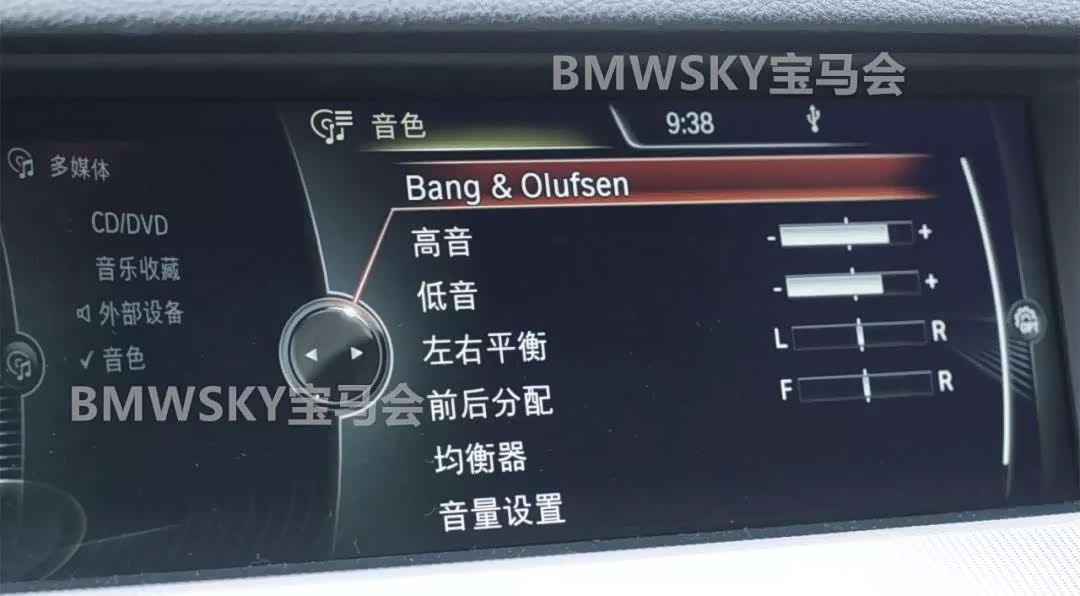 BMWSKY宝马会
音色
9:38
多媒体
CD/DVD
音乐收藏
外部设备
✓ 音色
Bang & Olufsen
高音 - +
低音 - +
左右平衡 L R
前后分配 F R
均衡器
音量设置
BMWSKY宝马会